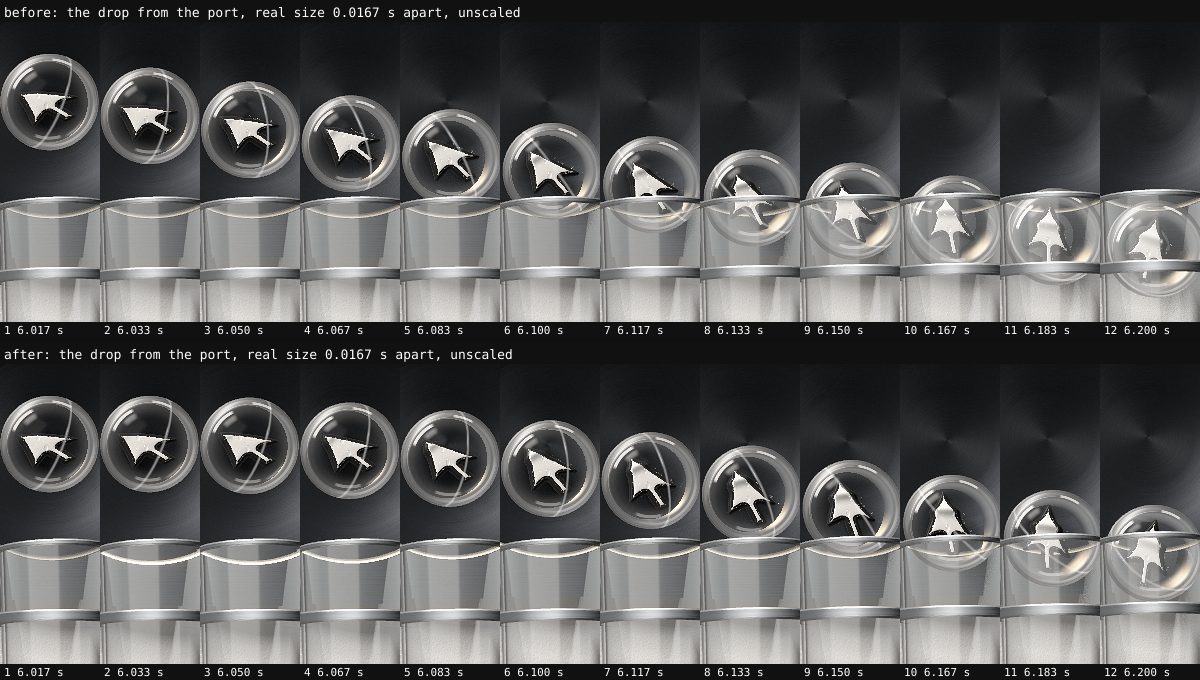 before: the drop from the port, real size 0.0167 s apart, unscaled
1 6.017 s 2 6.033 s 3 6.050 s 4 6.067 s 5 6.083 s 6 6.100 s 7 6.117 s 8 6.133 s 9 6.150 s 10 6.167 s 11 6.183 s 12 6.200 s
after: the drop from the port, real size 0.0167 s apart, unscaled
1 6.017 s 2 6.033 s 3 6.050 s 4 6.067 s 5 6.083 s 6 6.100 s 7 6.117 s 8 6.133 s 9 6.150 s 10 6.167 s 11 6.183 s 12 6.200 s